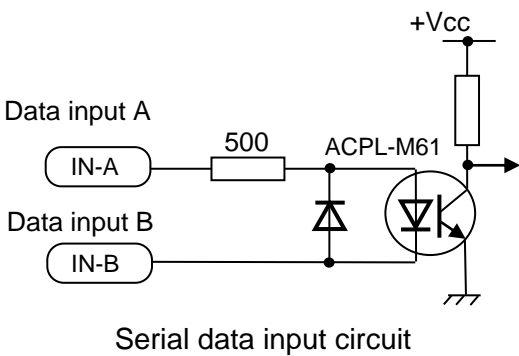 +Vcc
Data input A
500
ACPL-M61
IN-A
Data input B
IN-B
Serial data input circuit